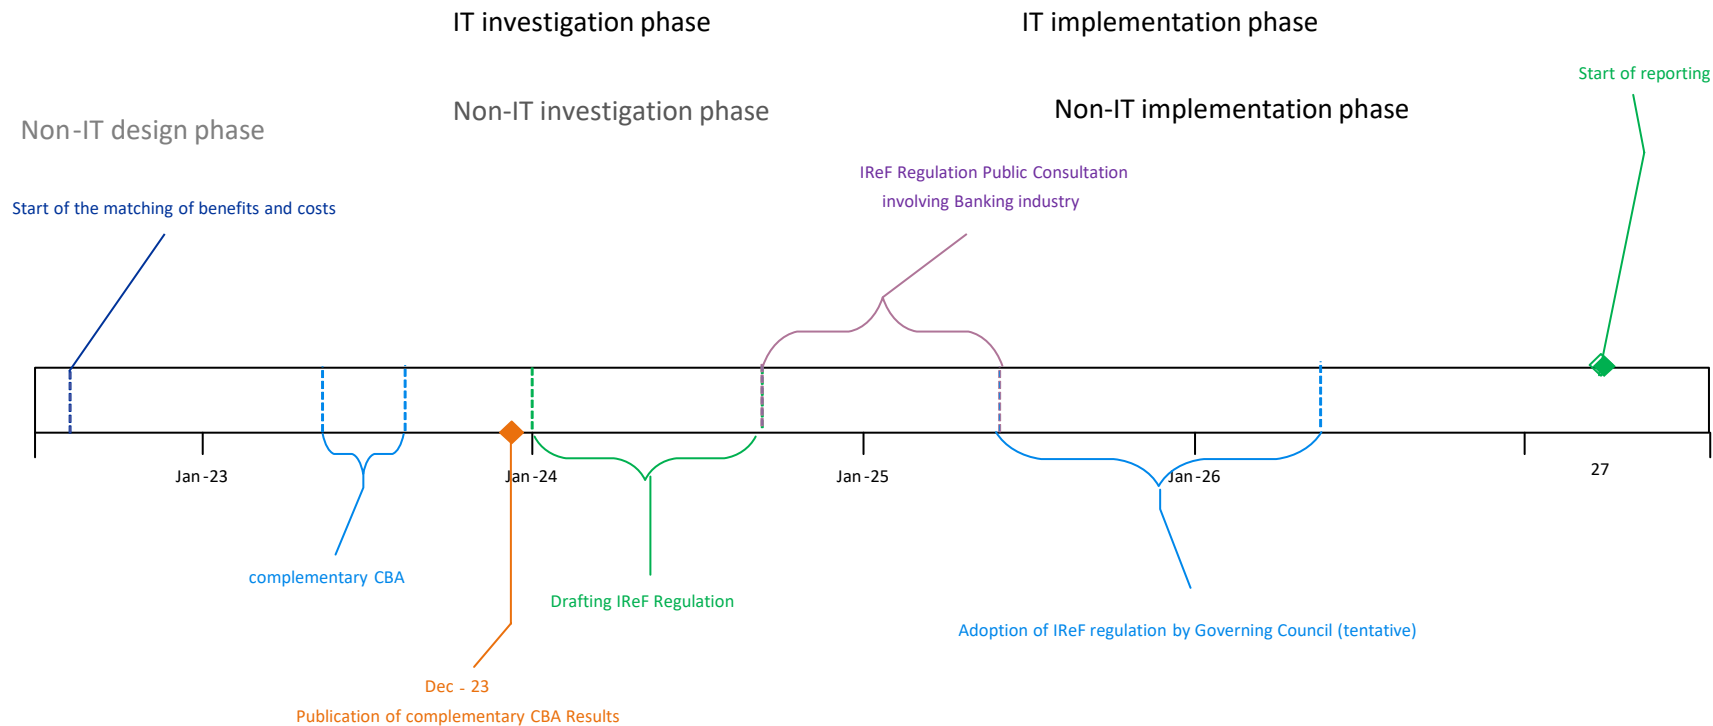 IT investigation phase
IT implementation phase
Start of reporting
Non-IT investigation phase
Non-IT implementation phase
Non-IT design phase
IReF Regulation Public Consultation
involving Banking industry
Start of the matching of benefits and costs
Jan-23
Jan-24
Jan-25
Jan-26
27
complementary CBA
Drafting IReF Regulation
Adoption of IReF regulation by Governing Council (tentative)
Dec - 23
Publication of complementary CBA Results